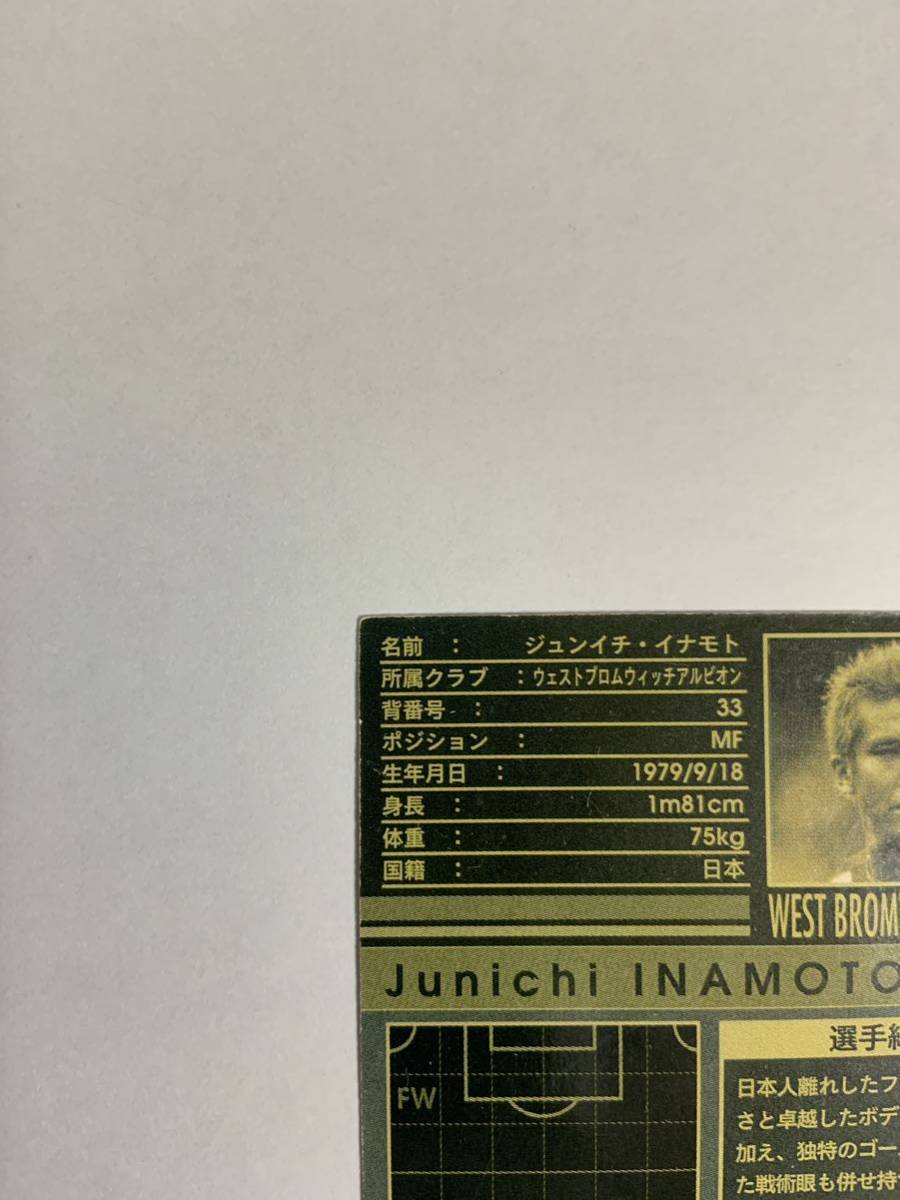 名前 : ジュンイチ・イナモト
所属クラブ : ウェストブロムウィッチアルビオン
背番号 : 33
ポジション : MF
生年月日 : 1979/9/18
身長 : 1m81cm
体重 : 75kg
国籍 : 日本
WEST BROM
Junichi INAMOTO
FW
選手
日本人離れしたフ
さと卓越したボデ
加え、独特のゴー
た戦術眼も併せ持